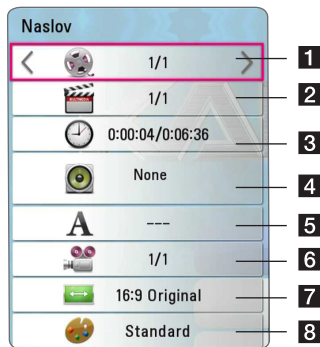 Naslov
1/1 1
1/1 2
0:00:04/0:06:36 3
None 4
A --- 5
1/1 6
16:9 Original 7
Standard 8